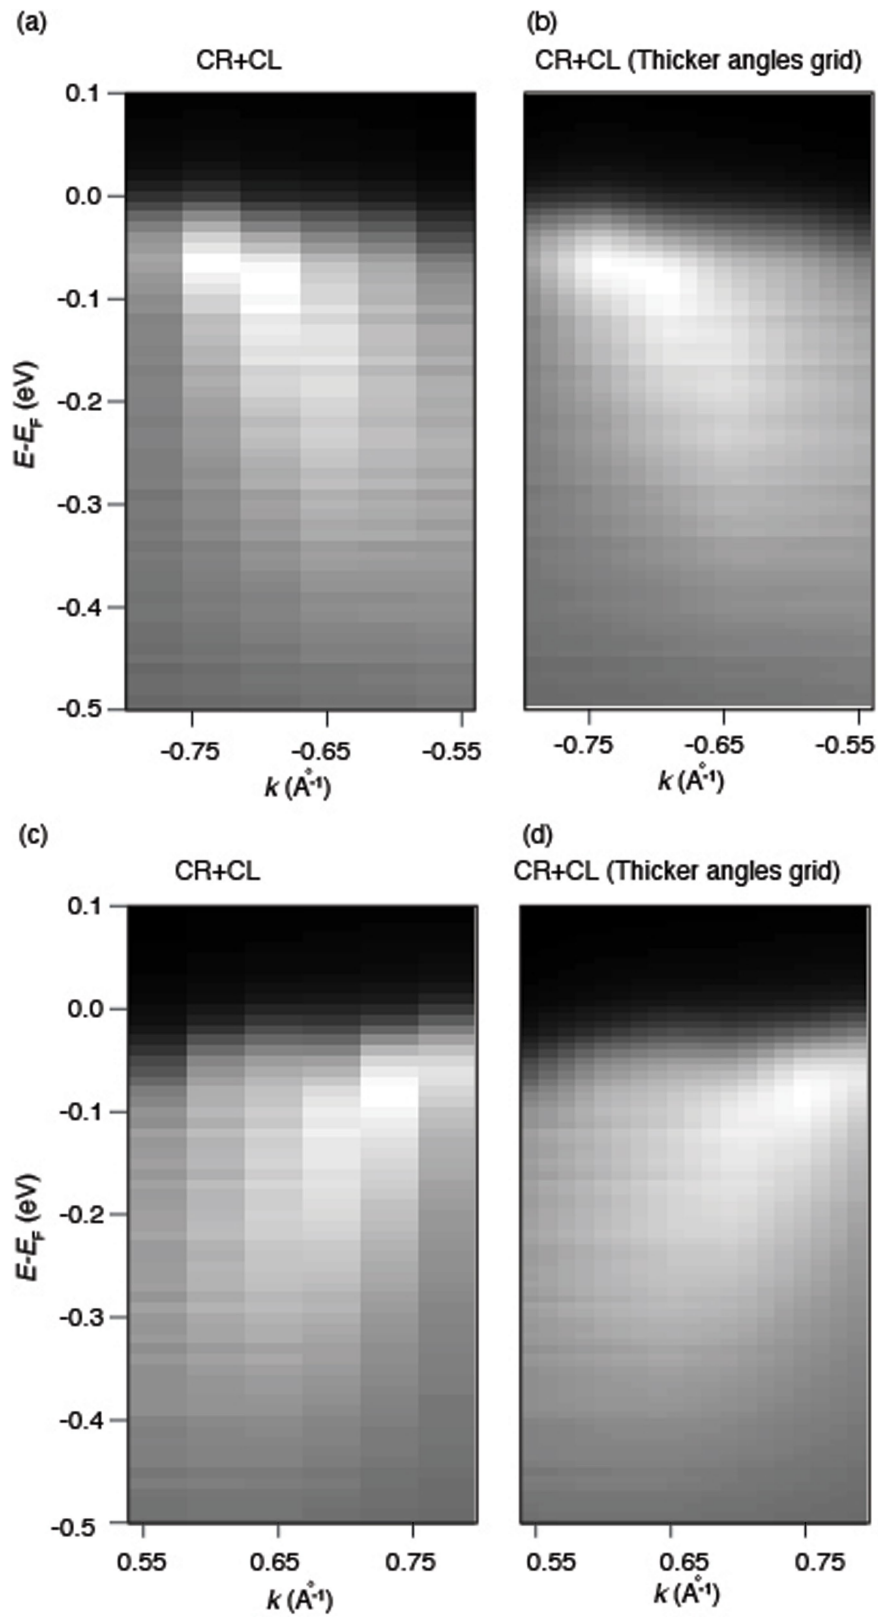 (a)
(b)
CR+CL
CR+CL (Thicker angles grid)
0.1
0.0
-0.1
-0.2
-0.3
-0.4
-0.5
E-EF (eV)
-0.75
-0.65
-0.55
-0.75
-0.65
-0.55
k (Å-1)
k (Å-1)
(c)
(d)
CR+CL
CR+CL (Thicker angles grid)
0.1
0.0
-0.1
-0.2
-0.3
-0.4
-0.5
E-EF (eV)
0.55
0.65
0.75
0.55
0.65
0.75
k (Å-1)
k (Å-1)